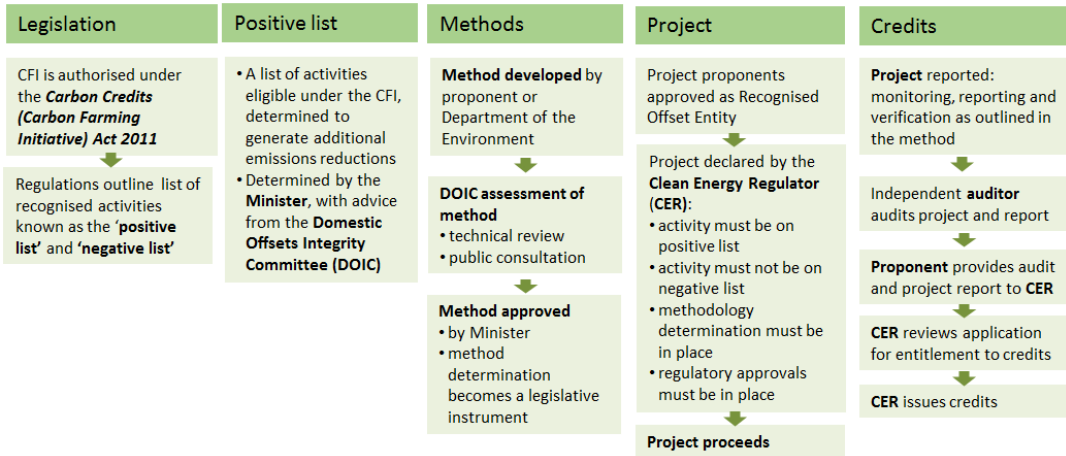 Legislation
CFI is authorised under
the Carbon Credits
(Carbon Farming
Initiative) Act 2011
Regulations outline list of
recognised activities
known as the ‘positive
list’ and ‘negative list’
Positive list
• A list of activities
eligible under the CFI,
determined to
generate additional
emissions reductions
• Determined by the
Minister, with advice
from the Domestic
Offsets Integrity
Committee (DOIC)
Methods
Method developed by
proponent or
Department of the
Environment
DOIC assessment of
method
• technical review
• public consultation
Method approved
• by Minister
• method
determination
becomes a legislative
instrument
Project
Project proponents
approved as Recognised
Offset Entity
Project declared by the
Clean Energy Regulator
(CER):
• activity must be on
positive list
• activity must not be on
negative list
• methodology
determination must be
in place
• regulatory approvals
must be in place
Project proceeds
Credits
Project reported:
monitoring, reporting and
verification as outlined in
the method
Independent auditor
audits project and report
Proponent provides audit
and project report to CER
CER reviews application
for entitlement to credits
CER issues credits